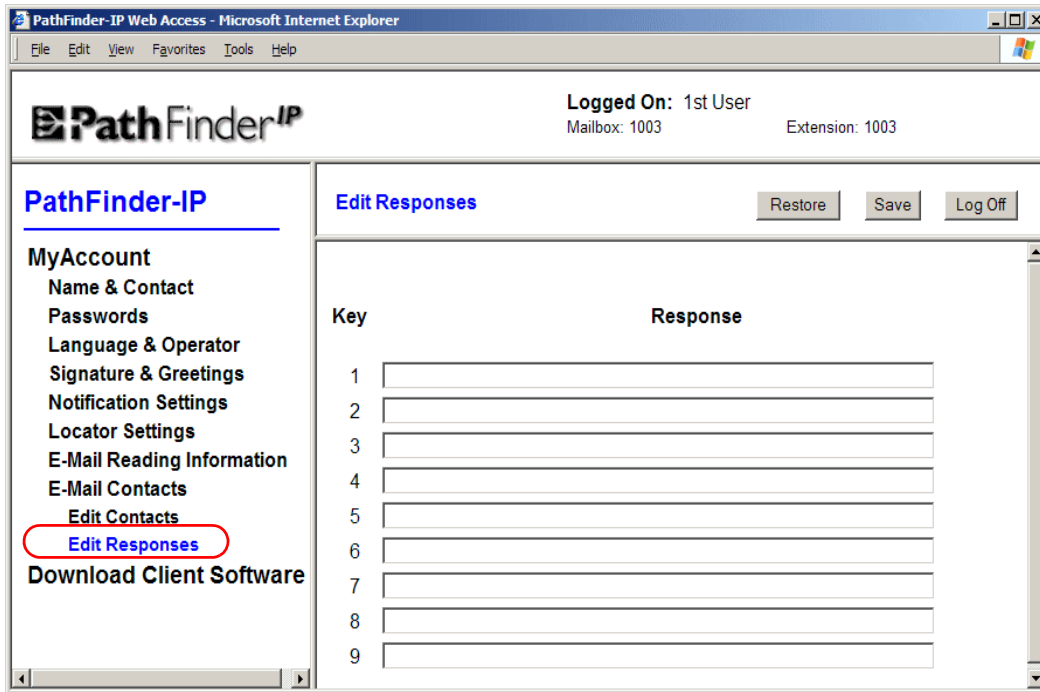 PathFinder-IP Web Access - Microsoft Internet Explorer
File Edit View Favorites Tools Help
PathFinder IP
Logged On: 1st User
Mailbox: 1003 Extension: 1003
PathFinder-IP
MyAccount
Name & Contact
Passwords
Language & Operator
Signature & Greetings
Notification Settings
Locator Settings
E-Mail Reading Information
E-Mail Contacts
Edit Contacts
Edit Responses
Download Client Software
Edit Responses Restore Save Log Off
Key Response
1
2
3
4
5
6
7
8
9